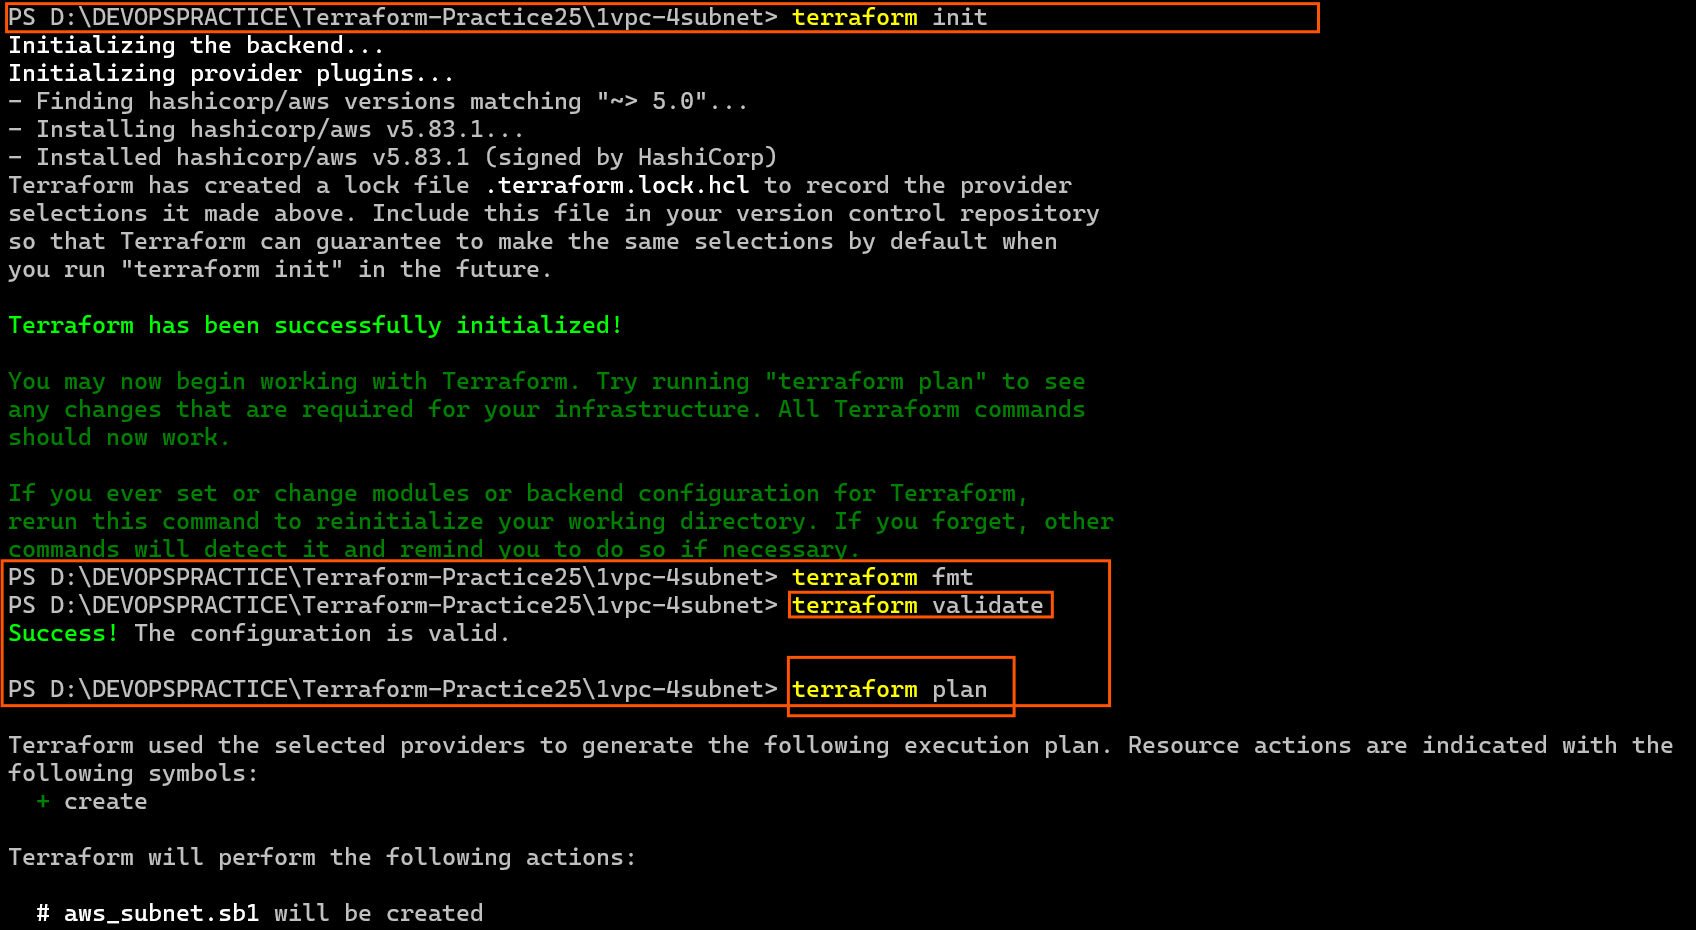 PS D:\DEVOPSPRACTICE\Terraform-Practice25\1vpc-4subnet> terraform init
Initializing the backend...
Initializing provider plugins...
- Finding hashicorp/aws versions matching "~> 5.0"...
- Installing hashicorp/aws v5.83.1...
- Installed hashicorp/aws v5.83.1 (signed by HashiCorp)
Terraform has created a lock file .terraform.lock.hcl to record the provider
selections it made above. Include this file in your version control repository
so that Terraform can guarantee to make the same selections by default when
you run "terraform init" in the future.
Terraform has been successfully initialized!
You may now begin working with Terraform. Try running "terraform plan" to see
any changes that are required for your infrastructure. All Terraform commands
should now work.
If you ever set or change modules or backend configuration for Terraform,
rerun this command to reinitialize your working directory. If you forget, other
commands will detect it and remind you to do so if necessary.
PS D:\DEVOPSPRACTICE\Terraform-Practice25\1vpc-4subnet> terraform fmt
PS D:\DEVOPSPRACTICE\Terraform-Practice25\1vpc-4subnet> terraform validate
Success! The configuration is valid.
PS D:\DEVOPSPRACTICE\Terraform-Practice25\1vpc-4subnet> terraform plan
Terraform used the selected providers to generate the following execution plan. Resource actions are indicated with the
following symbols:
+ create
Terraform will perform the following actions:
# aws_subnet.sb1 will be created